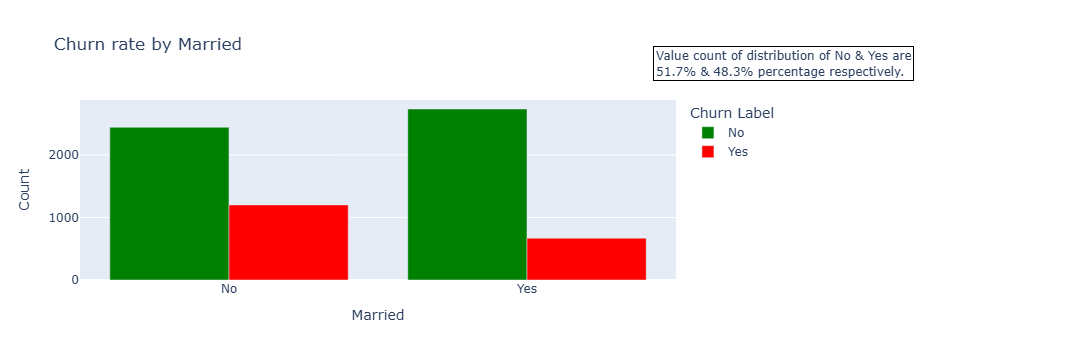 Churn rate by Married
Value count of distribution of No & Yes are
51.7% & 48.3% percentage respectively.
Churn Label
No
Yes
Count
2000
1000
0
No
Yes
Married